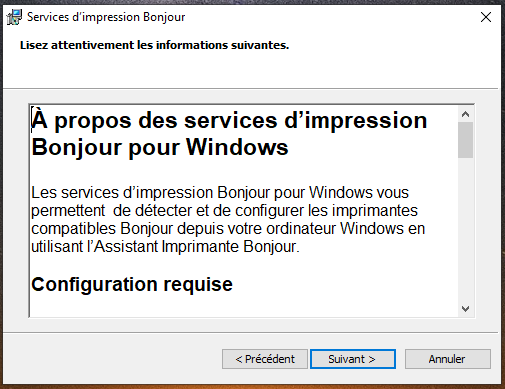 Services d’impression Bonjour
Lisez attentivement les informations suivantes.
À propos des services d’impression
Bonjour pour Windows
Les services d’impression Bonjour pour Windows vous
permettent  de détecter et de configurer les imprimantes
compatibles Bonjour depuis votre ordinateur Windows en
utilisant l’Assistant Imprimante Bonjour.
Configuration requise
< Précédent
Suivant >
Annuler